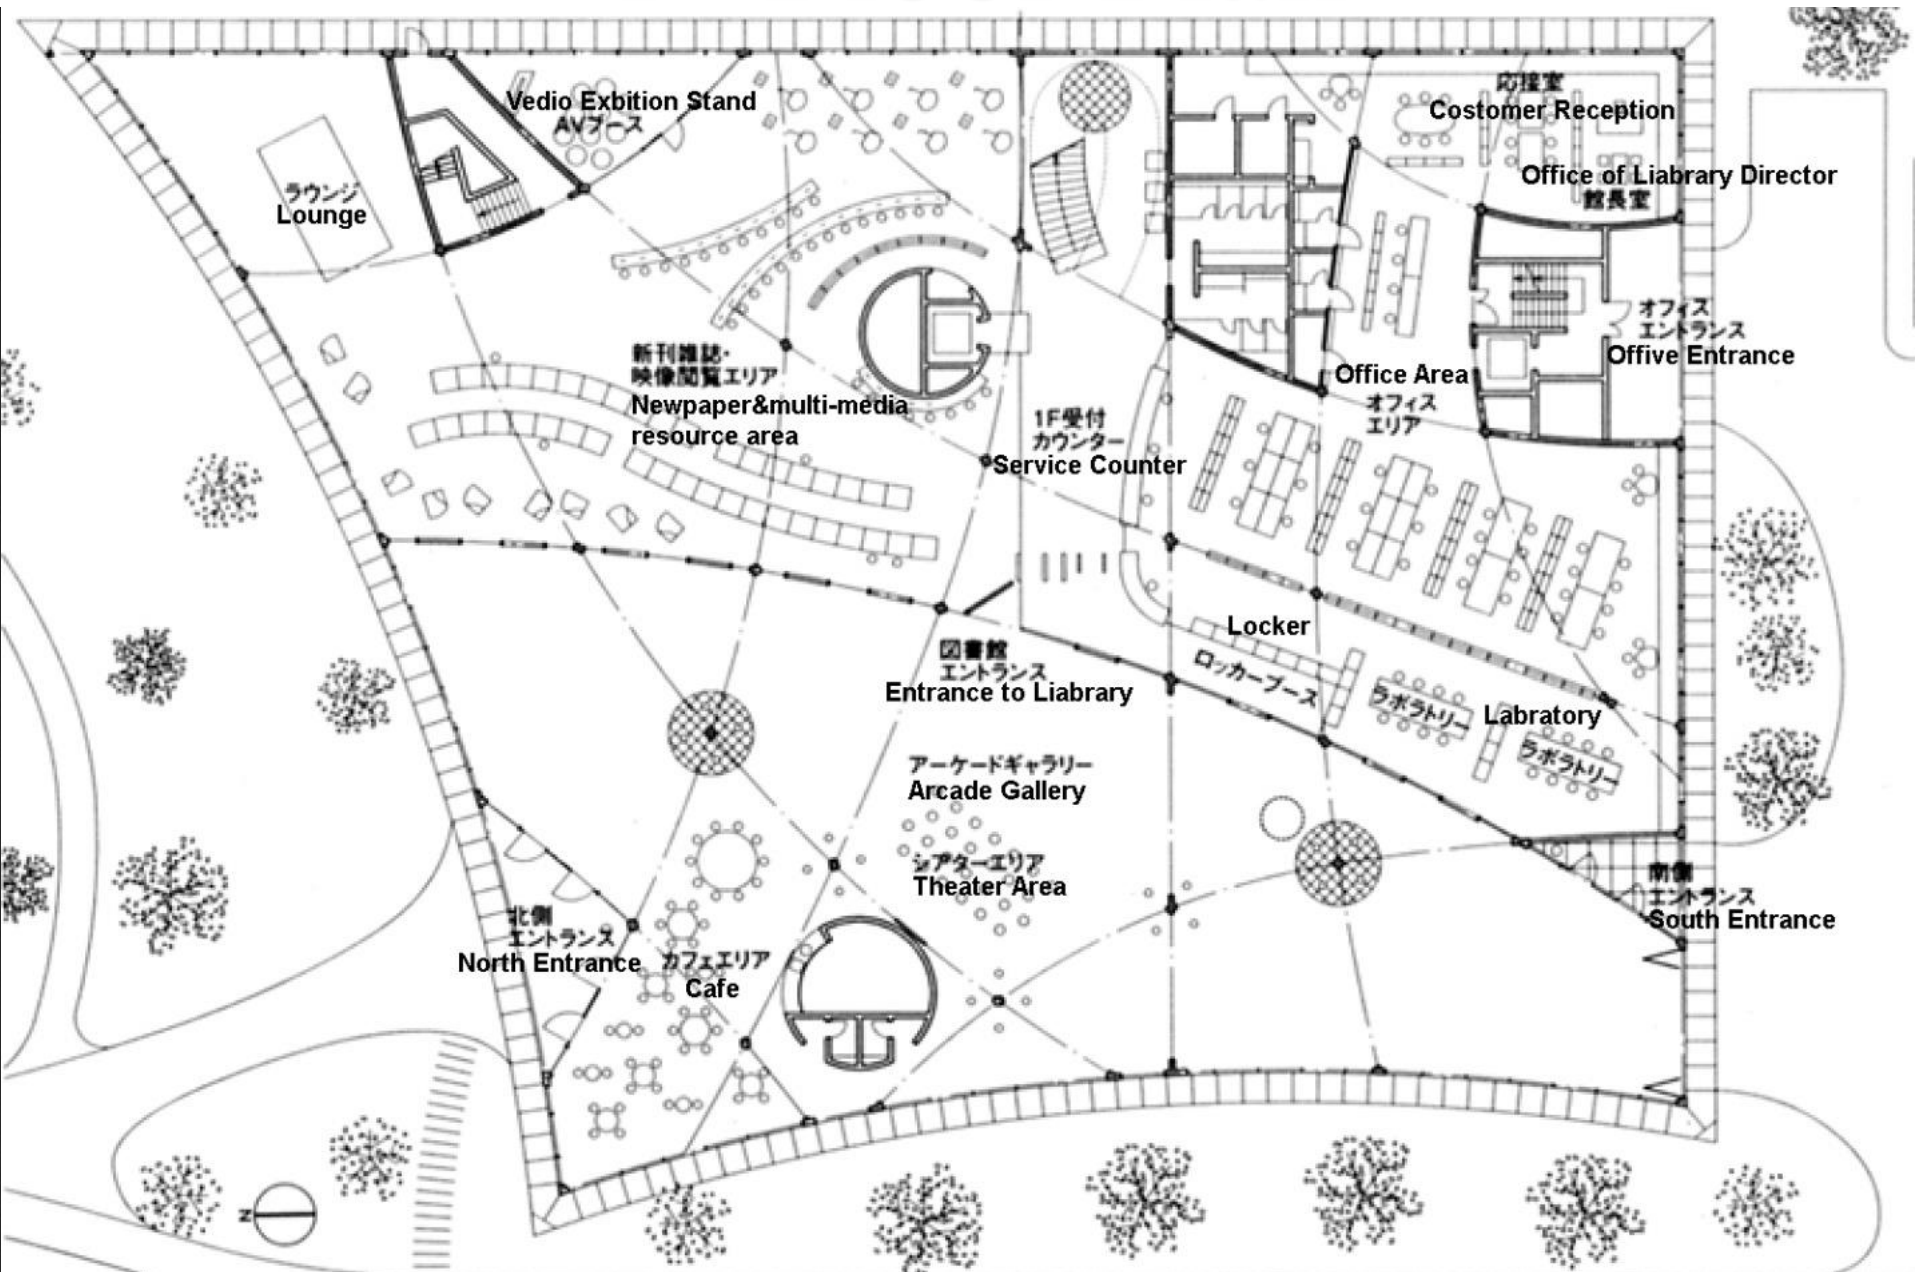 Vedio Exbition Stand
AVブース
応接室
Costomer Reception
Office of Liabrary Director
館長室
ラウンジ
Lounge
オフィス
エントランス
Offive Entrance
新刊雑誌・
映像閲覧エリア
Newpaper&multi-media
resource area
Office Area
オフィス
エリア
1F受付
カウンター
Service Counter
Locker
ロッカーブース
図書館
エントランス
Entrance to Liabrary
ラボラトリー
Labratory
ラボラトリー
アーケードギャラリー
Arcade Gallery
シアターエリア
Theater Area
南側
エントランス
South Entrance
北側
エントランス
North Entrance
カフェエリア
Cafe
N